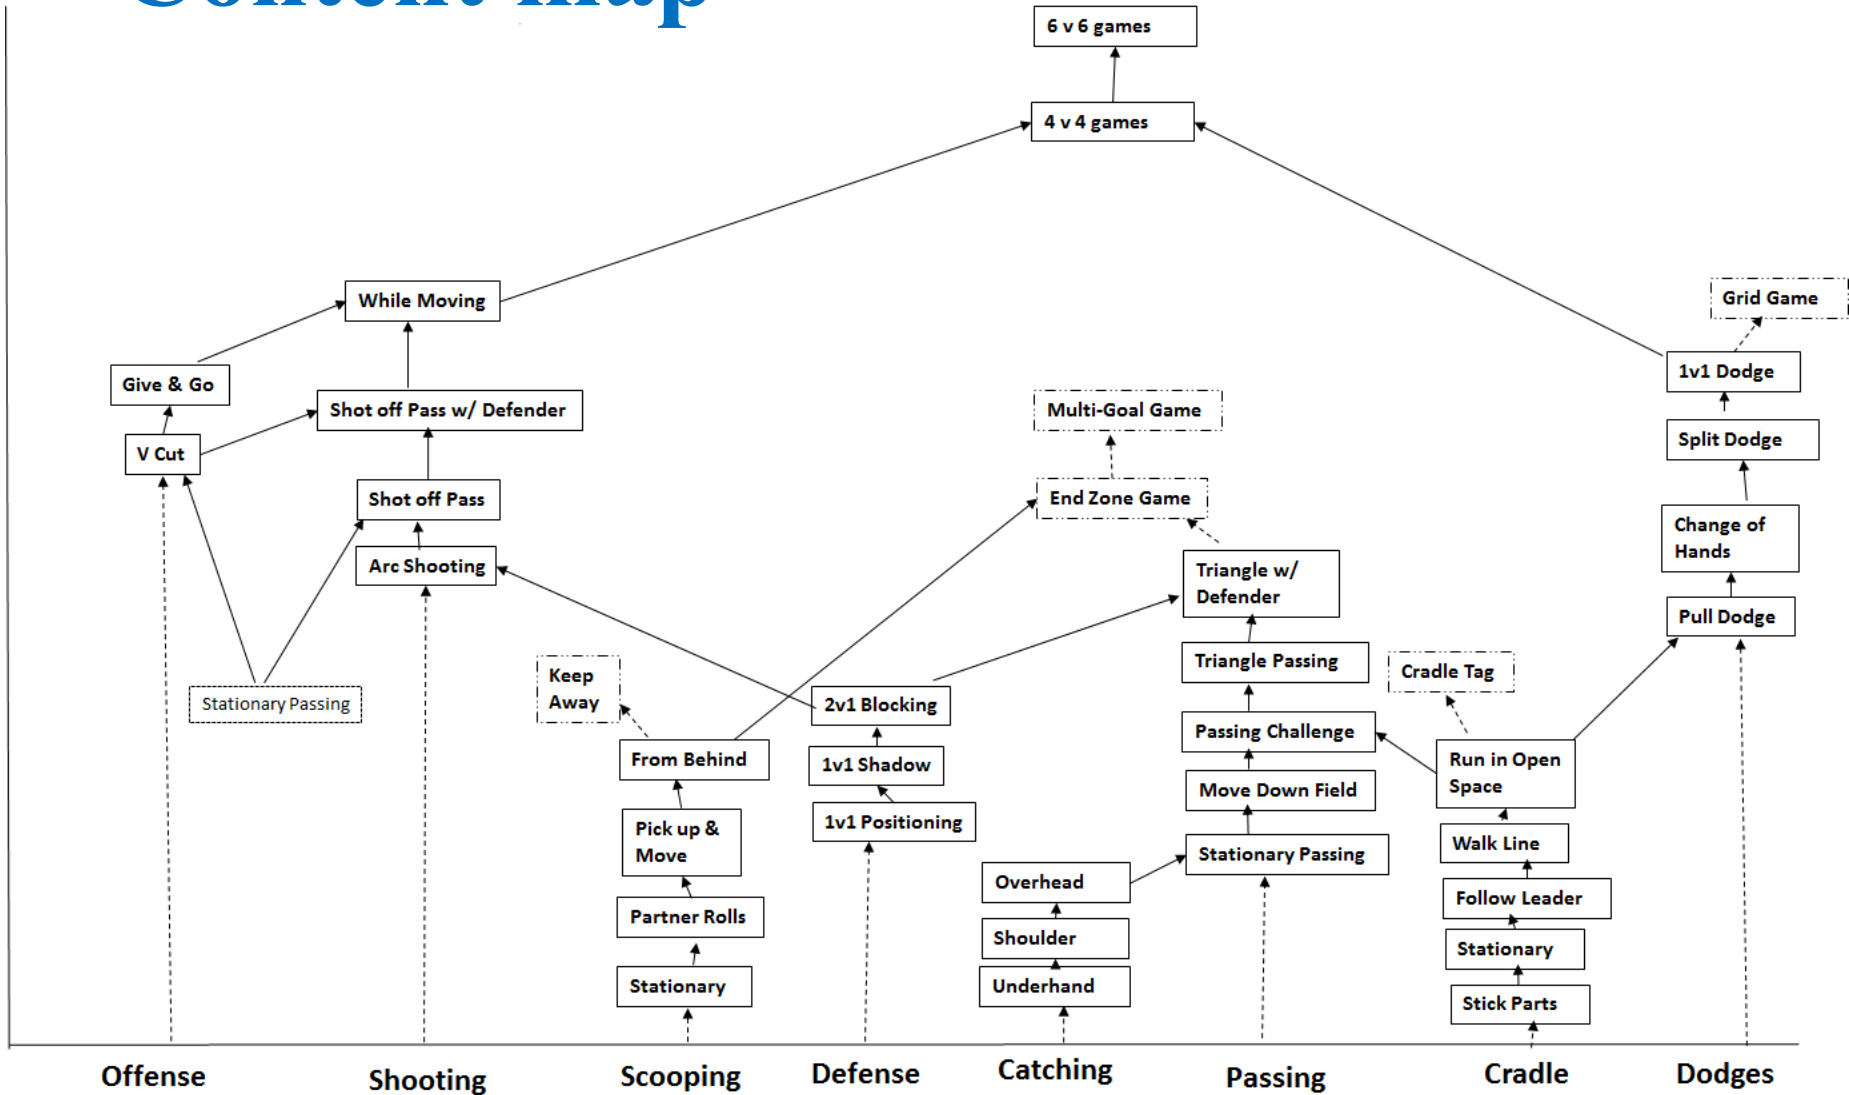 Content map
6 v 6 games
4 v 4 games
While Moving
Grid Game
Give & Go
1v1 Dodge
Shot off Pass w/ Defender
Multi-Goal Game
V Cut
Split Dodge
Shot off Pass
End Zone Game
Change of
Hands
Arc Shooting
Triangle w/
Defender
Pull Dodge
Triangle Passing
Keep
Away
Cradle Tag
Stationary Passing
2v1 Blocking
Passing Challenge
From Behind
1v1 Shadow
Run in Open
Space
Move Down Field
1v1 Positioning
Pick up &
Move
Walk Line
Stationary Passing
Overhead
Follow Leader
Partner Rolls
Shoulder
Stationary
Stationary
Underhand
Stick Parts
Offense
Shooting
Scooping
Defense
Catching
Passing
Cradle
Dodges